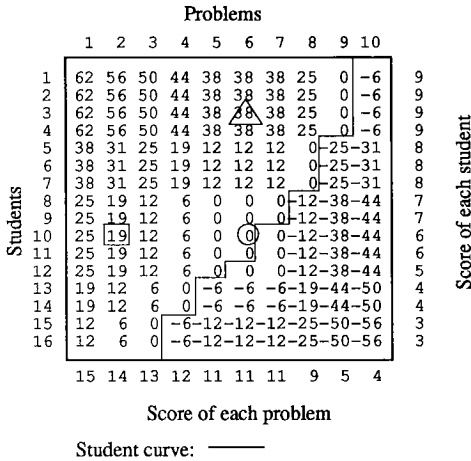 Problems
1 2 3 4 5 6 7 8 9 10
1 62 56 50 44 38 38 38 25 0 -6 9
2 62 56 50 44 38 38 38 25 0 -6 9
3 62 56 50 44 38 38 38 25 0 -6 9
4 62 56 50 44 38 38 38 25 0 -6 9
5 38 31 25 19 12 12 12 0-25-31 8
6 38 31 25 19 12 12 12 0-25-31 8
7 38 31 25 19 12 12 12 0-25-31 8
8 25 19 12 6 0 0 0-12-38-44 7
9 25 19 12 6 0 0 0-12-38-44 7
10 25 19 12 6 0 0 0-12-38-44 6
11 25 19 12 6 0 0 0-12-38-44 6
12 25 19 12 6 0 0 0-12-38-44 5
13 19 12 6 0 -6 -6 -6-19-44-50 4
14 19 12 6 0 -6 -6 -6-19-44-50 4
15 12 6 0 -6-12-12-12-25-50-56 3
16 12 6 0 -6-12-12-12-25-50-56 3
Students
Score of each student
15 14 13 12 11 11 11 9 5 4
Score of each problem
Student curve: